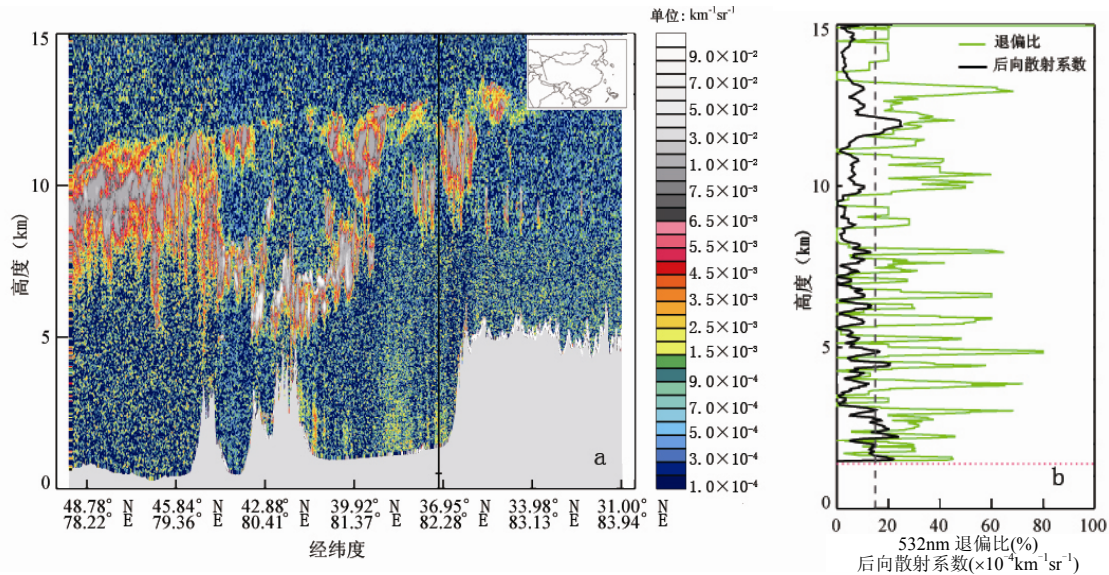 单位: km⁻¹sr⁻¹
15
10
5
0
高度 (km)
9.0×10⁻²
7.0×10⁻²
5.0×10⁻²
3.0×10⁻²
1.0×10⁻²
7.5×10⁻³
6.5×10⁻³
5.5×10⁻³
4.5×10⁻³
3.5×10⁻³
2.5×10⁻³
1.5×10⁻³
9.0×10⁻⁴
7.0×10⁻⁴
5.0×10⁻⁴
3.0×10⁻⁴
1.0×10⁻⁴
a
48.78° N 45.84° N 42.88° N 39.92° N 36.95° N 33.98° N 31.00° N
78.22° E 79.36° E 80.41° E 81.37° E 82.28° E 83.13° E 83.94° E
经纬度
15
10
5
0
高度 (km)
退偏比
后向散射系数
b
0 20 40 60 80 100
532nm 退偏比(%)
后向散射系数(×10⁻⁴km⁻¹sr⁻¹)